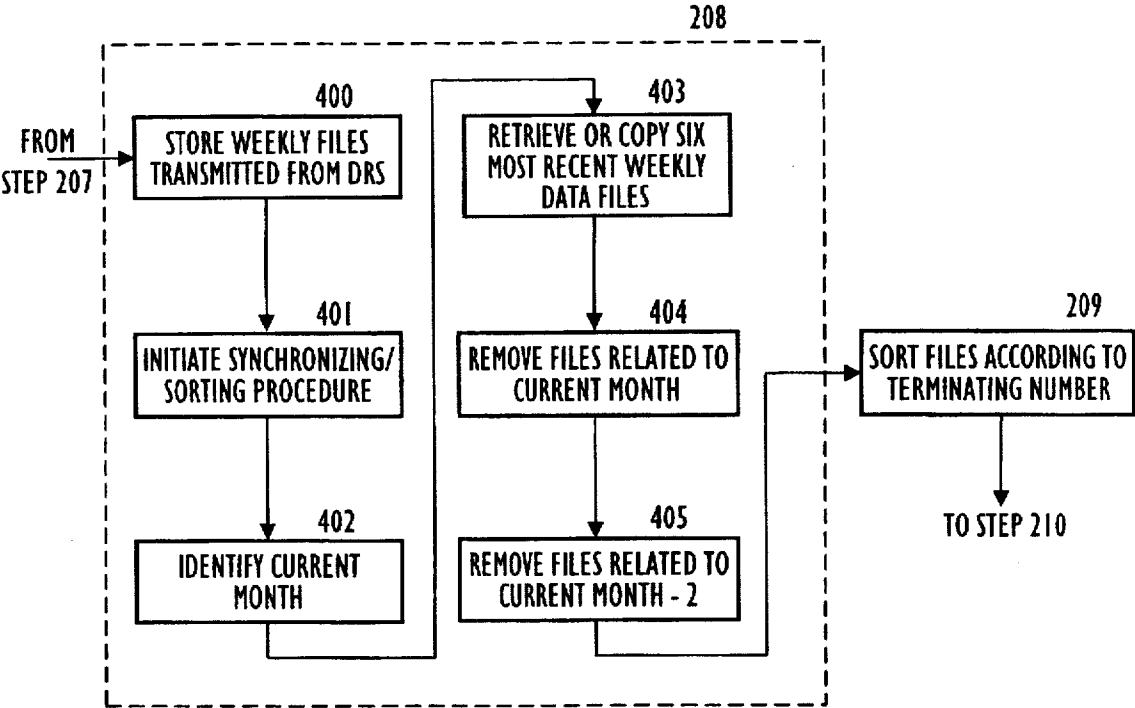 208
FROM
STEP 207
400
STORE WEEKLY FILES
TRANSMITTED FROM DRS
401
INITIATE SYNCHRONIZING/
SORTING PROCEDURE
402
IDENTIFY CURRENT
MONTH
403
RETRIEVE OR COPY SIX
MOST RECENT WEEKLY
DATA FILES
404
REMOVE FILES RELATED TO
CURRENT MONTH
405
REMOVE FILES RELATED TO
CURRENT MONTH - 2
209
SORT FILES ACCORDING TO
TERMINATING NUMBER
TO STEP 210